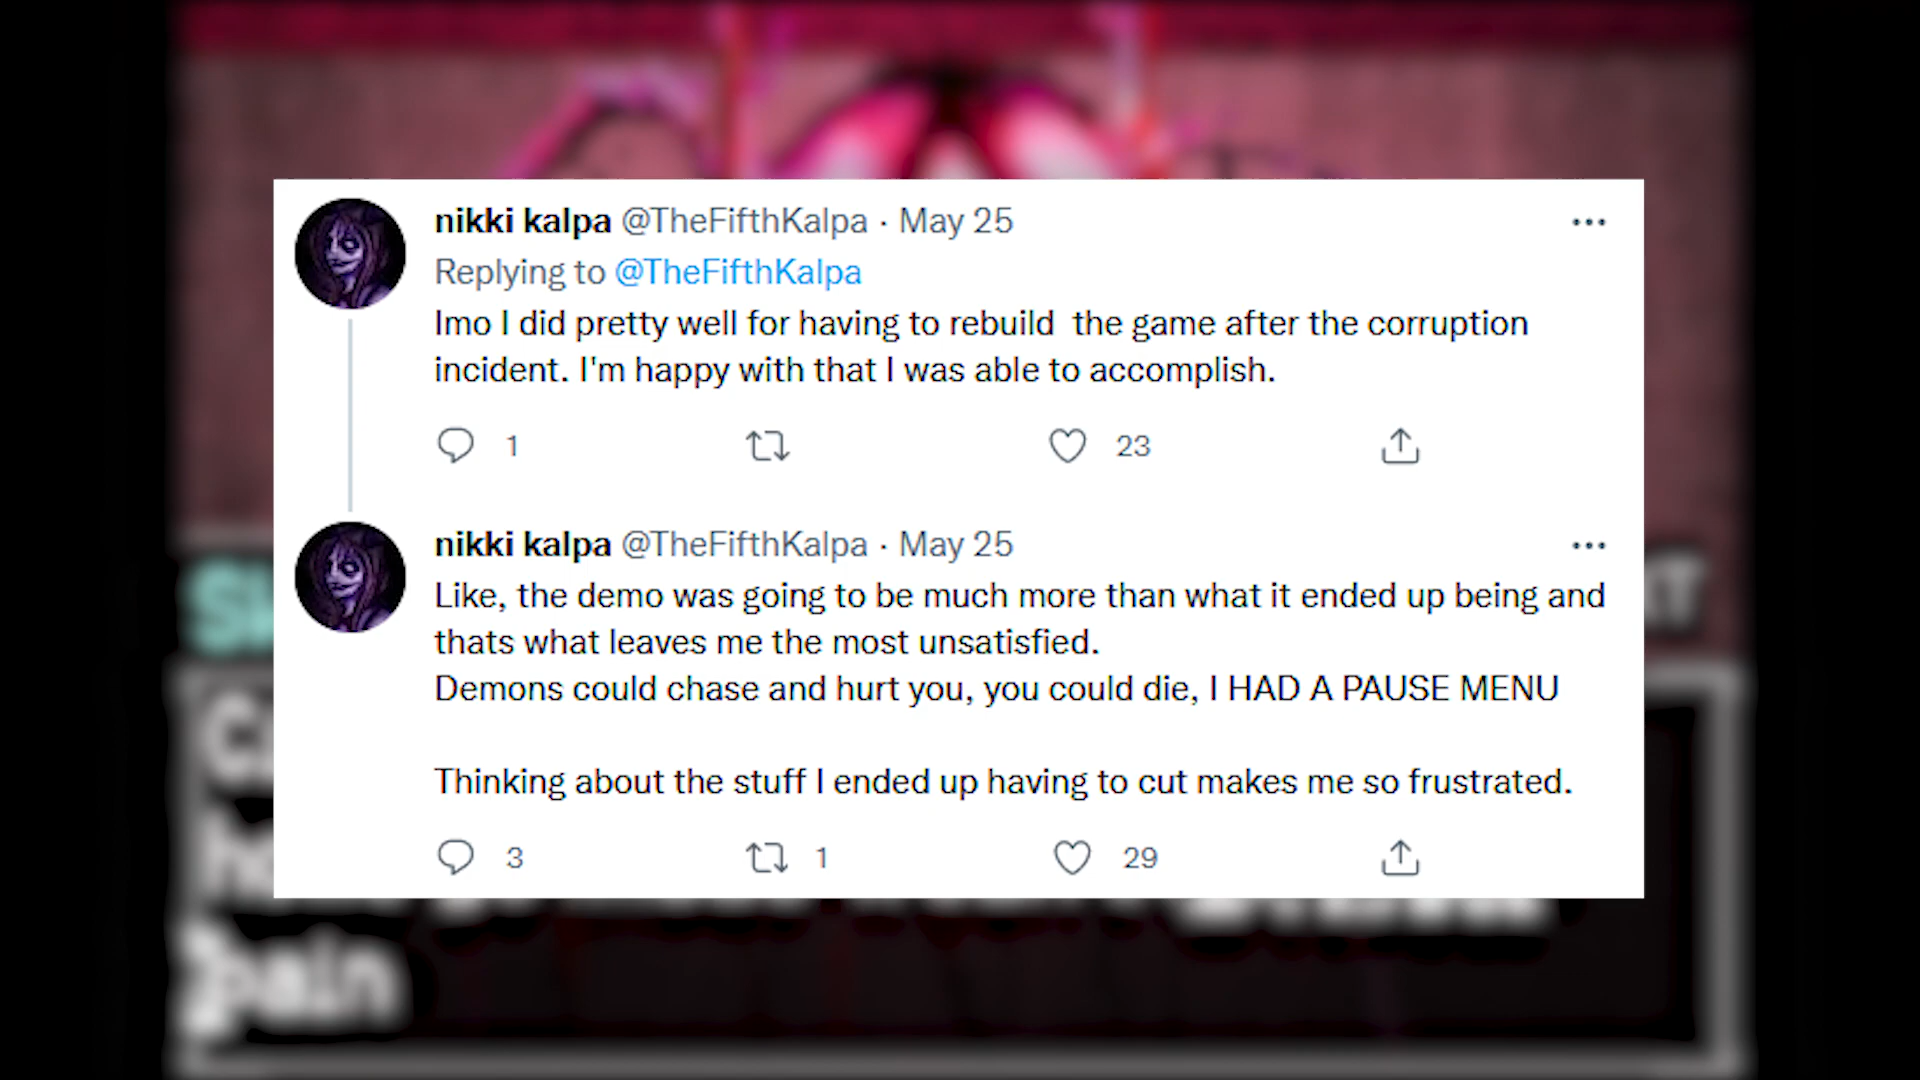 nikki kalpa @TheFifthKalpa · May 25
Replying to @TheFifthKalpa
Imo I did pretty well for having to rebuild  the game after the corruption
incident. I'm happy with that I was able to accomplish.
1 23
nikki kalpa @TheFifthKalpa · May 25
Like, the demo was going to be much more than what it ended up being and
thats what leaves me the most unsatisfied.
Demons could chase and hurt you, you could die, I HAD A PAUSE MENU
Thinking about the stuff I ended up having to cut makes me so frustrated.
3 1 29
pain